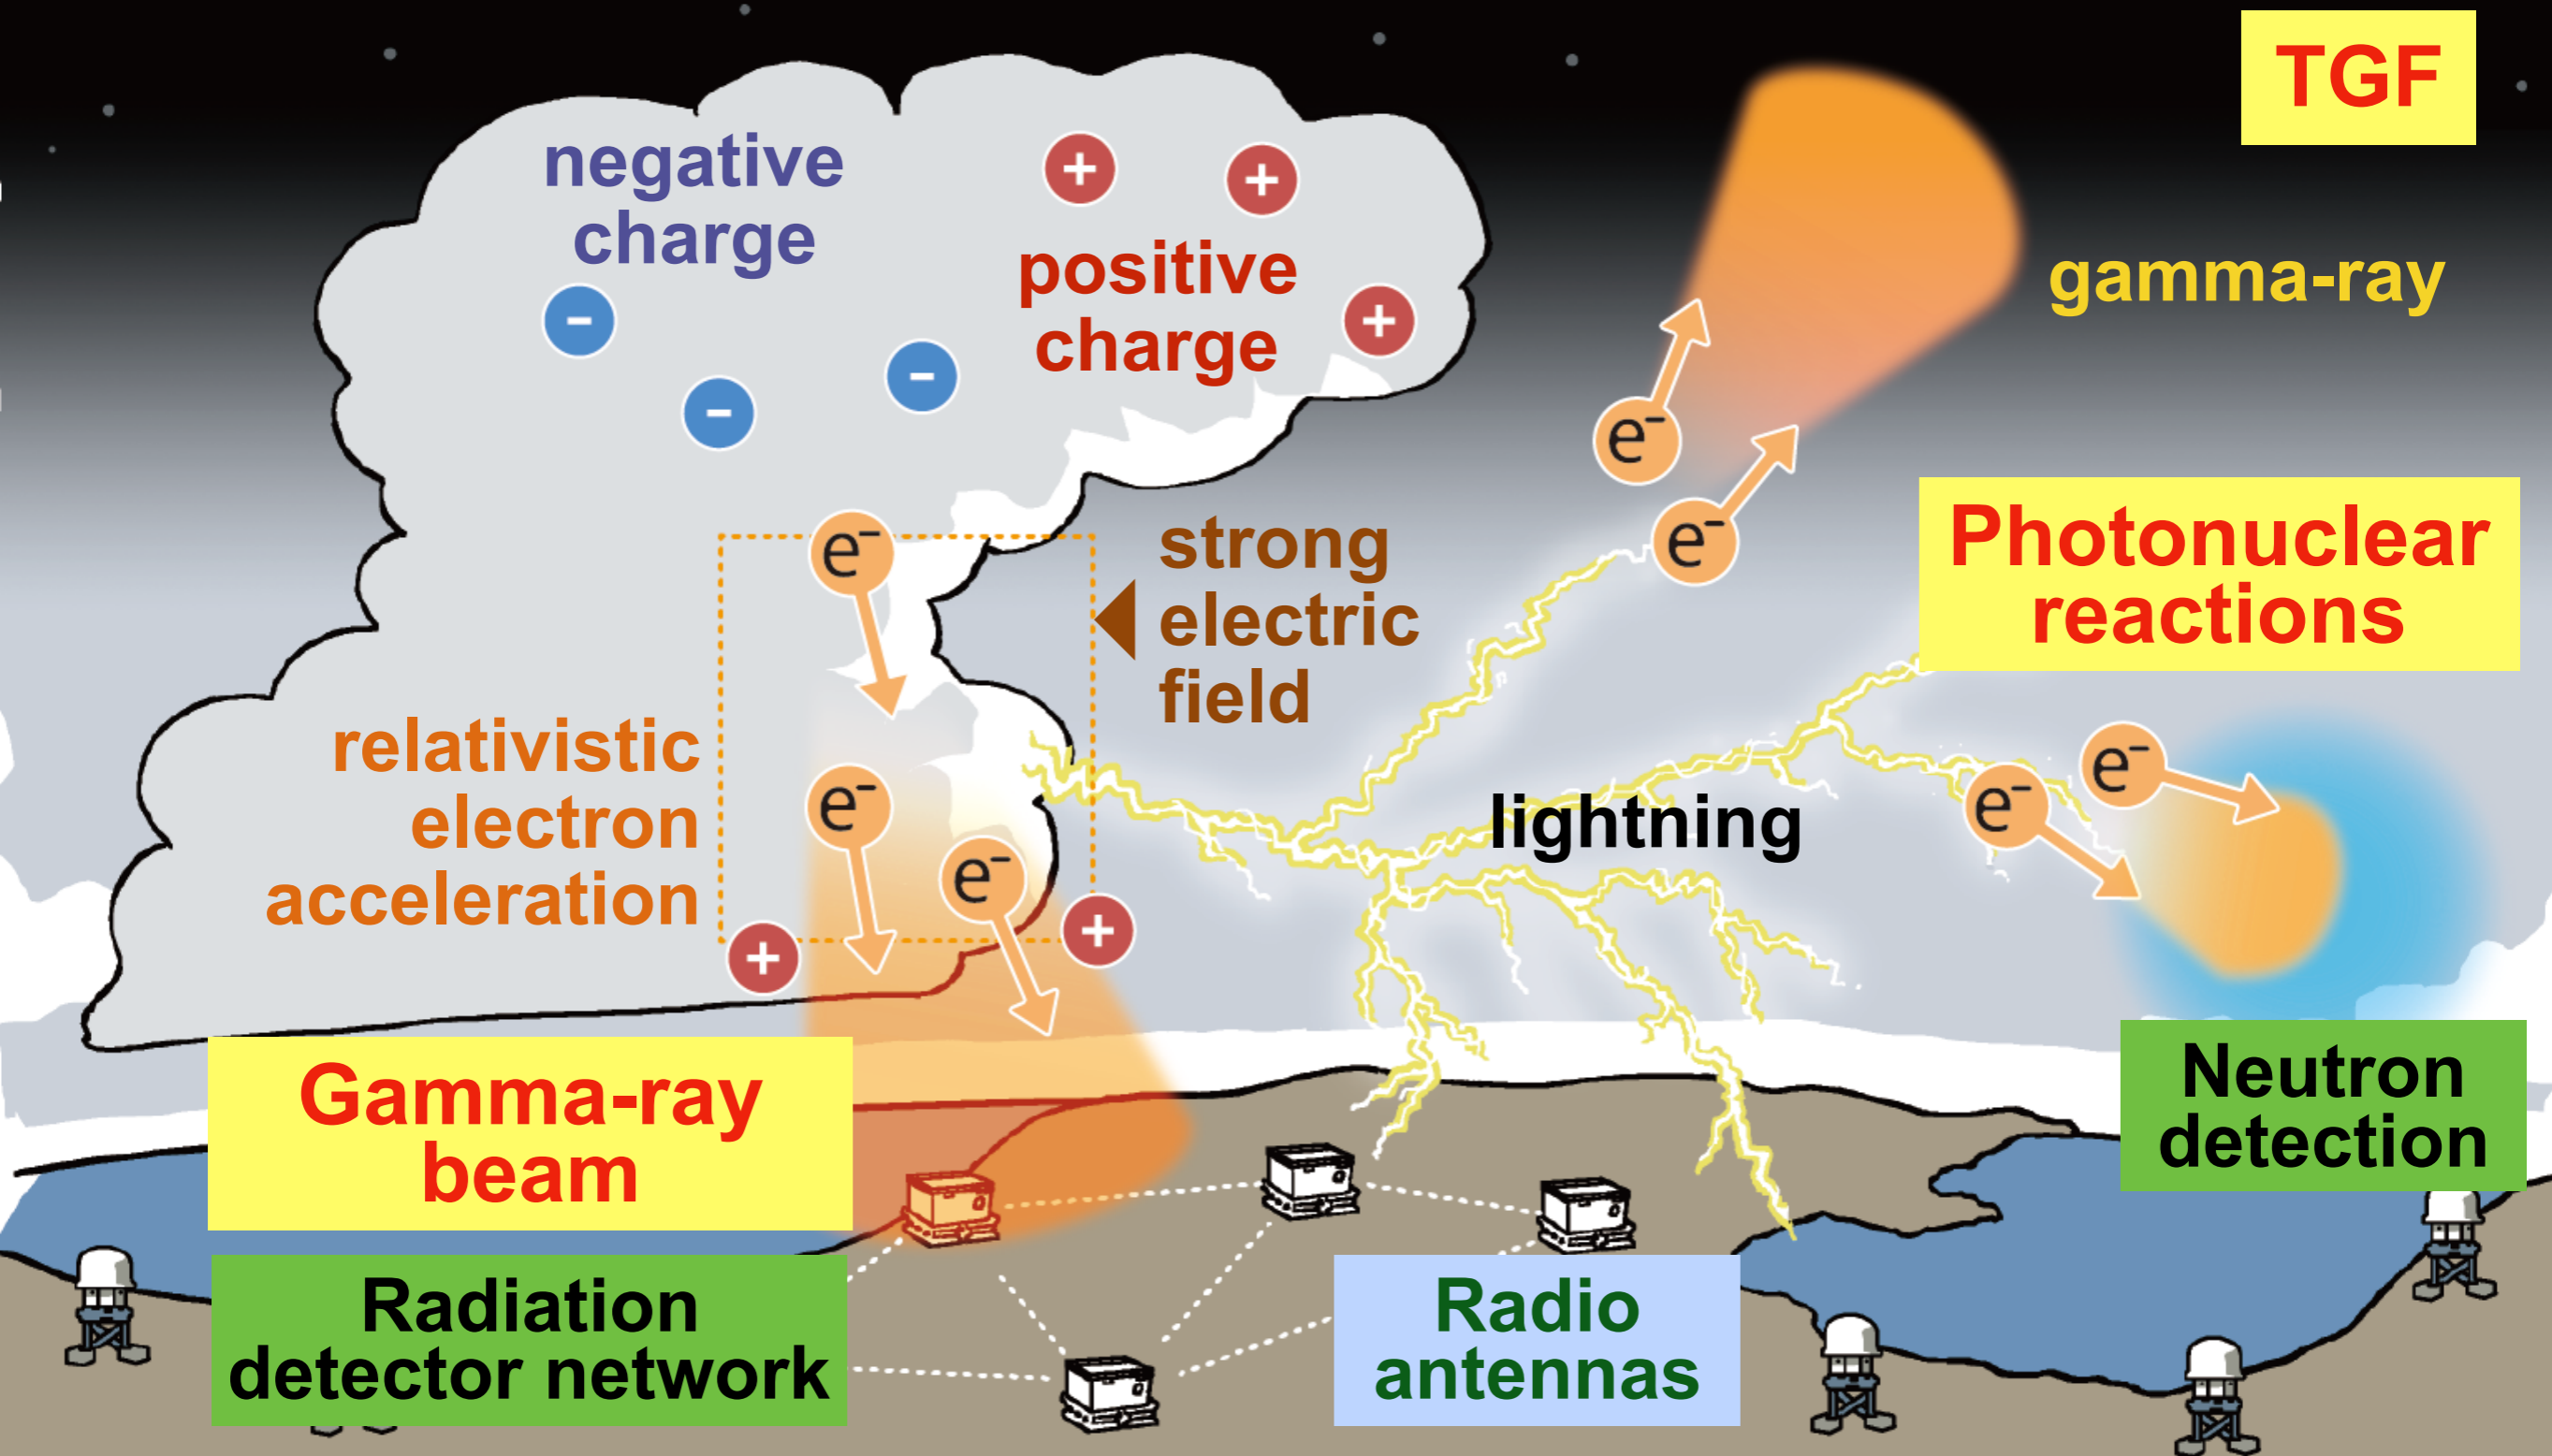 TGF
negative
charge
+
+
positive
charge
gamma-ray
-
-
-
+
e-
e-
e-
strong
electric
field
Photonuclear
reactions
relativistic
electron
acceleration
e-
e-
lightning
e-
e-
+
+
Gamma-ray
beam
Neutron
detection
Radiation
detector network
Radio
antennas